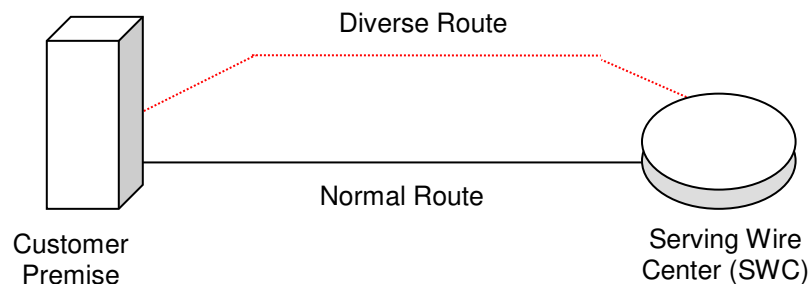 Diverse Route
Normal Route
Customer
Premise
Serving Wire
Center (SWC)